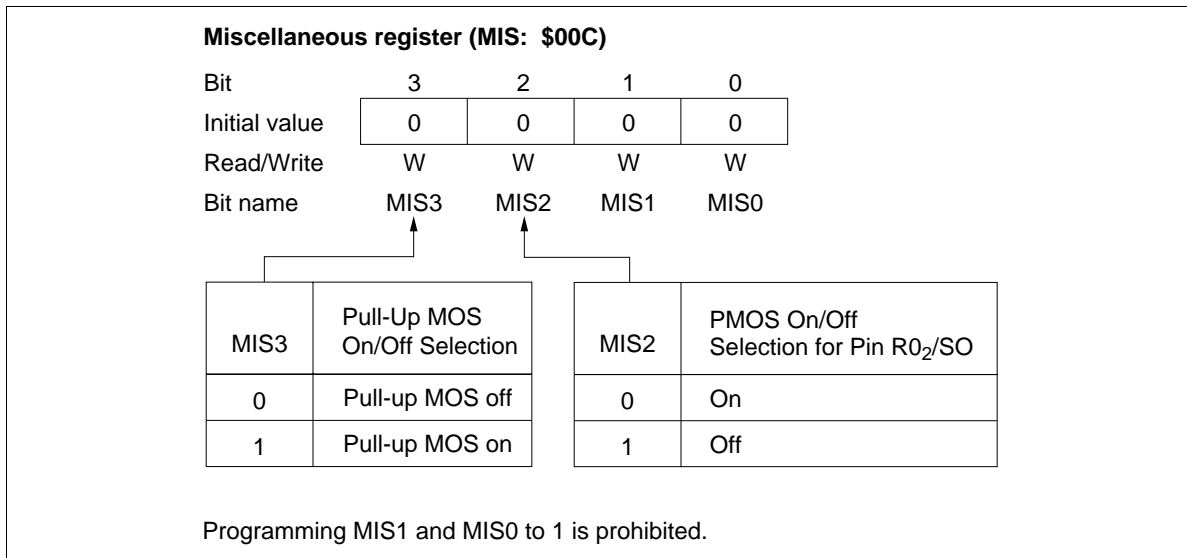 Miscellaneous register (MIS: $00C)
Bit 3 2 1 0
Initial value 0 0 0 0
Read/Write W W W W
Bit name MIS3 MIS2 MIS1 MIS0
MIS3 Pull-Up MOS
On/Off Selection
0 Pull-up MOS off
1 Pull-up MOS on
MIS2 PMOS On/Off
Selection for Pin R0₂/SO
0 On
1 Off
Programming MIS1 and MIS0 to 1 is prohibited.